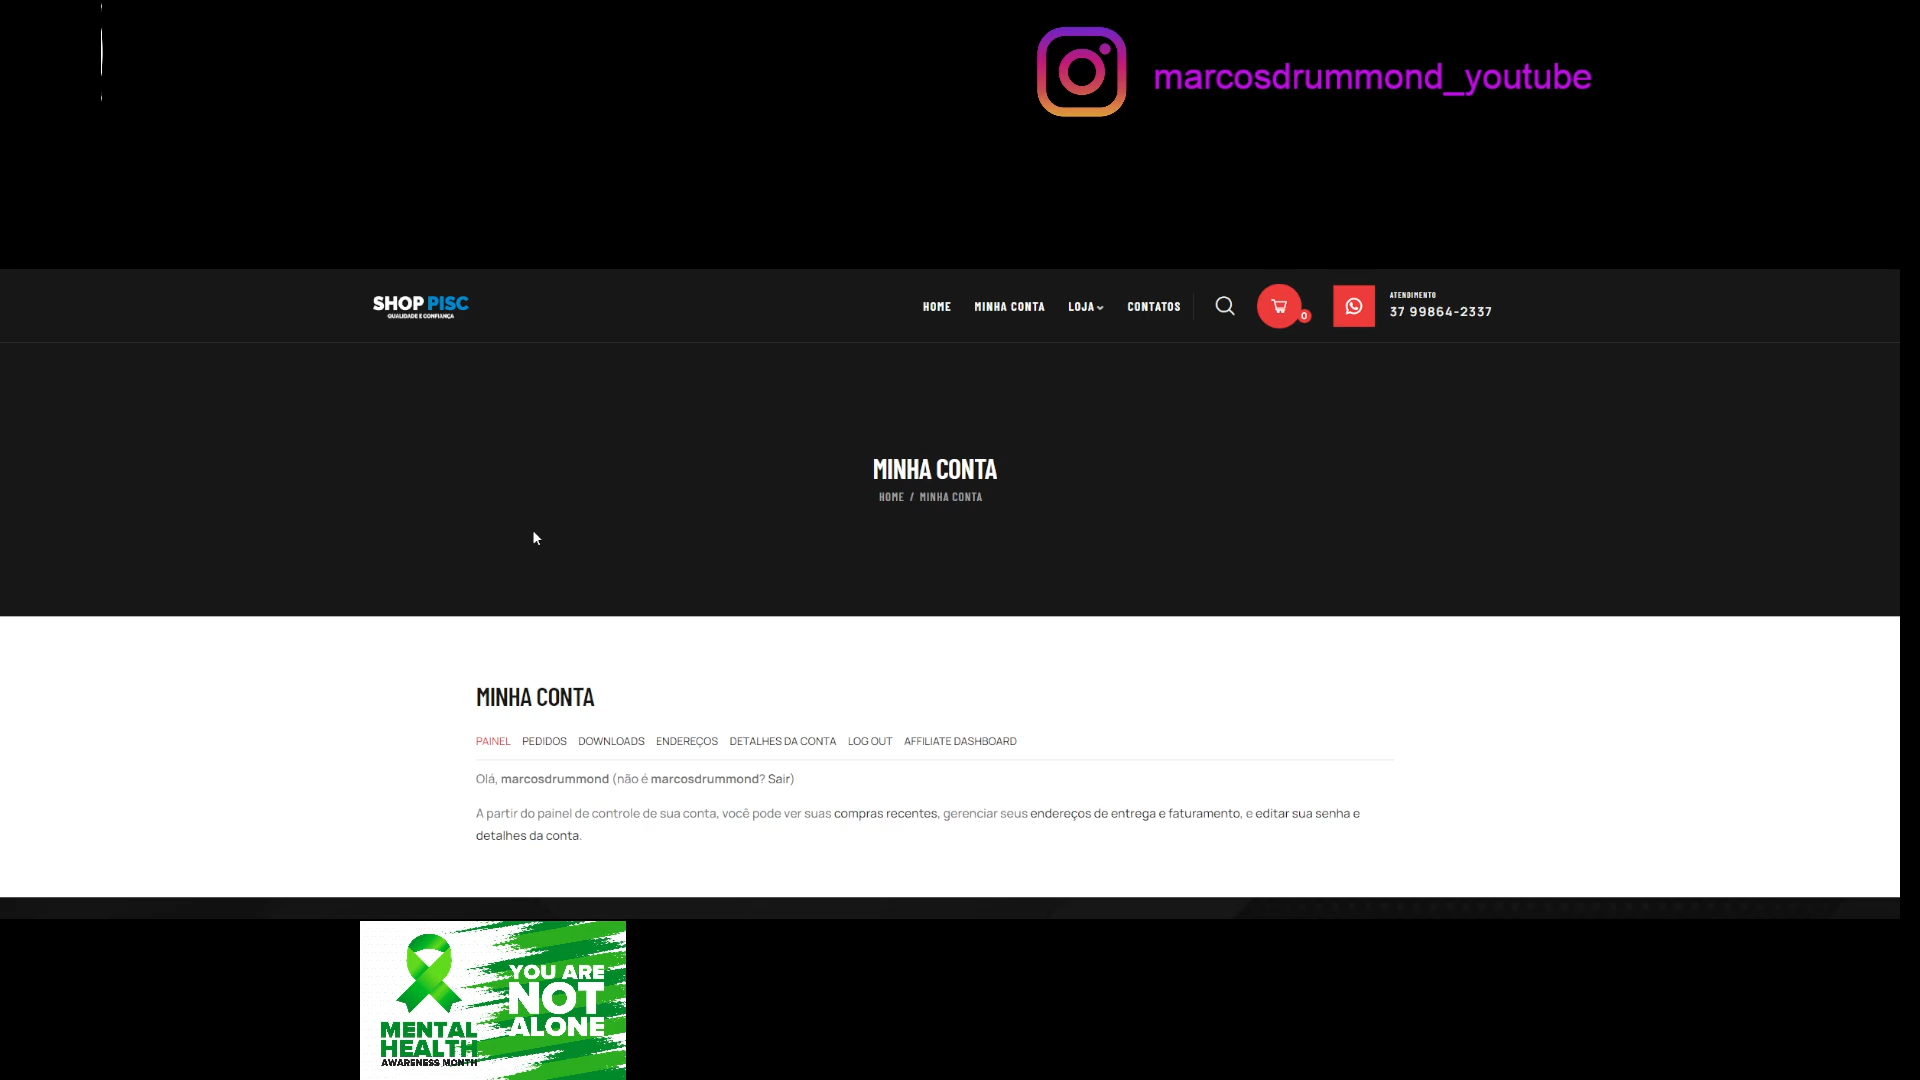 marcosdrummond_youtube
SHOP PISC
QUALIDADE E CONFIANÇA
HOME MINHA CONTA LOJA CONTATOS
0
ATENDIMENTO
37 99864-2337
MINHA CONTA
HOME / MINHA CONTA
MINHA CONTA
PAINEL PEDIDOS DOWNLOADS ENDEREÇOS DETALHES DA CONTA LOG OUT AFFILIATE DASHBOARD
Olá, marcosdrummond (não é marcosdrummond? Sair)
A partir do painel de controle de sua conta, você pode ver suas compras recentes, gerenciar seus endereços de entrega e faturamento, e editar sua senha e
detalhes da conta.
MENTAL
HEALTH
AWARENESS MONTH
YOU ARE
NOT
ALONE